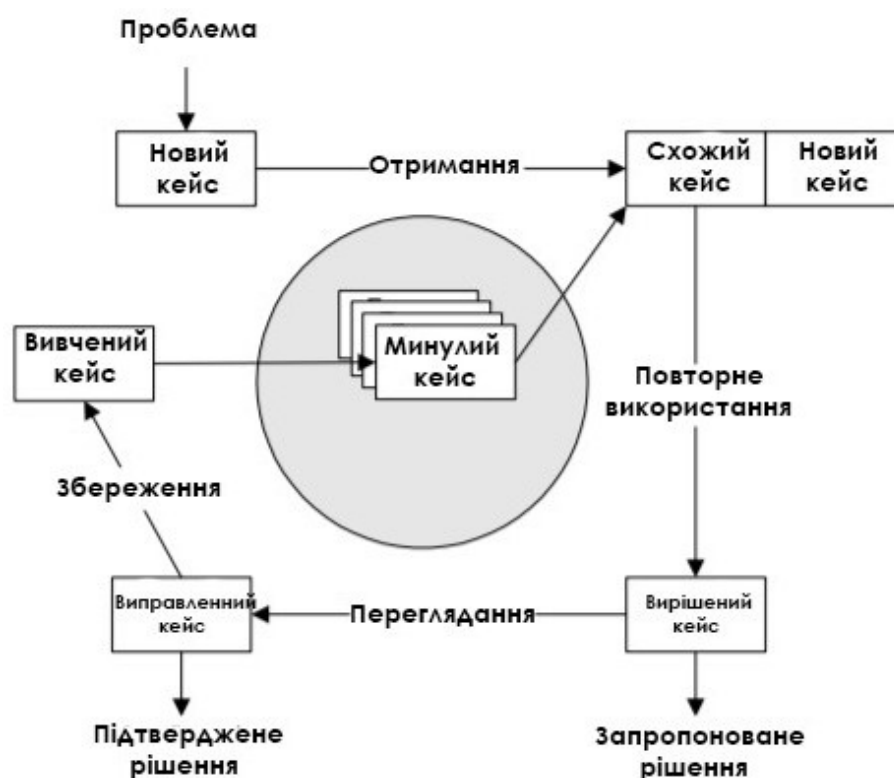 Проблема
Новий
кейс
Отримання
Схожий
кейс
Новий
кейс
Вивчений
кейс
Минулий
кейс
Повторне
використання
Збереження
Виправленний
кейс
Переглядання
Вирішений
кейс
Підтверджене
рішення
Запропоноване
рішення